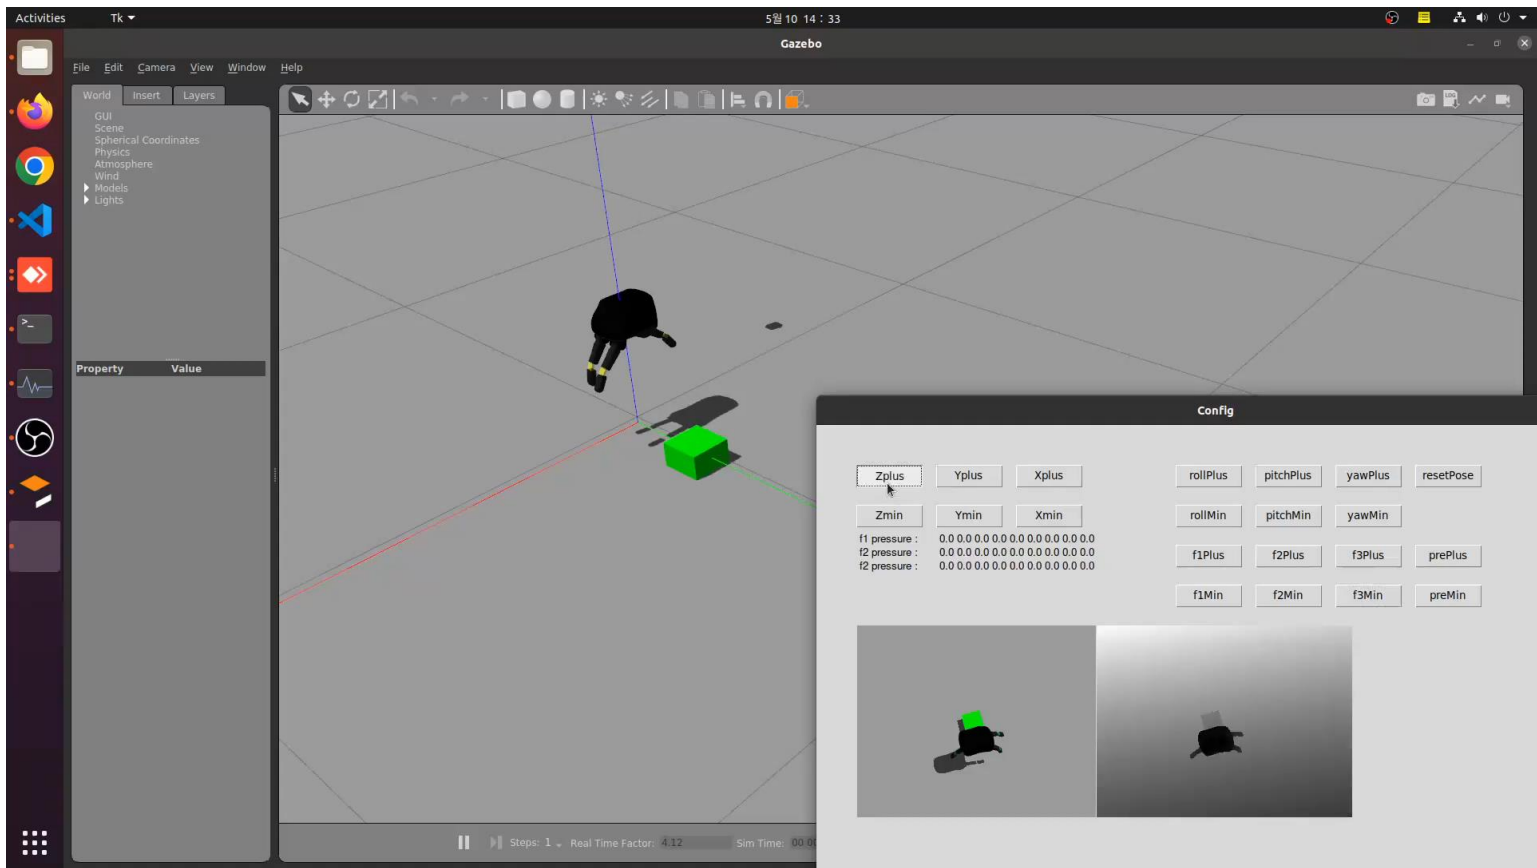 Activities Tk 5월 10 14 : 33
Gazebo
File Edit Camera View Window Help
World Insert Layers
GUI
Scene
Spherical Coordinates
Physics
Atmosphere
Wind
Models
Lights
Property Value
Config
Zplus Yplus Xplus rollPlus pitchPlus yawPlus resetPose
Zmin Ymin Xmin rollMin pitchMin yawMin
f1 pressure : 0.0 0.0 0.0 0.0 0.0 0.0 0.0 0.0 0.0
f2 pressure : 0.0 0.0 0.0 0.0 0.0 0.0 0.0 0.0 0.0
f2 pressure : 0.0 0.0 0.0 0.0 0.0 0.0 0.0 0.0 0.0
f1Plus f2Plus f3Plus prePlus
f1Min f2Min f3Min preMin
Steps: 1 Real Time Factor: 4.12 Sim Time: